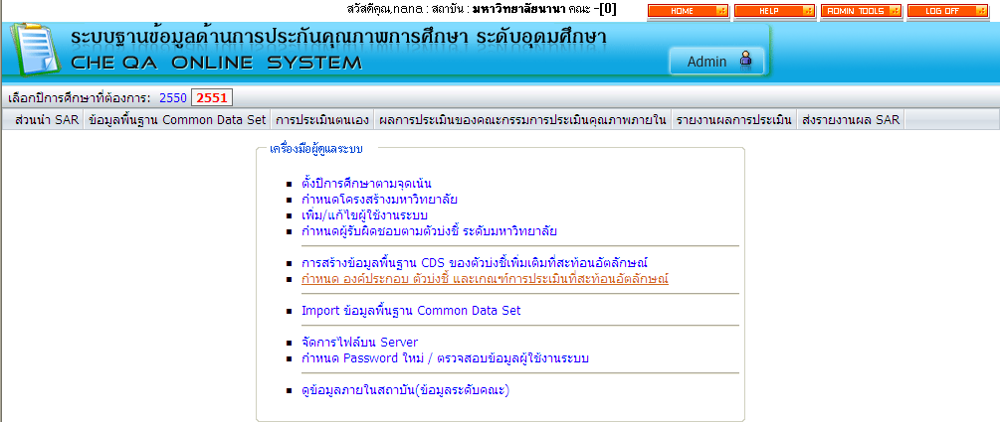 สวัสดีคุณ,nana : สถาบัน : มหาวิทยาลัยนานา คณะ -[0] HOME HELP ADMIN TOOLS LOG OFF
ระบบฐานข้อมูลด้านการประกันคุณภาพการศึกษา ระดับอุดมศึกษา
CHE QA ONLINE SYSTEM
Admin
เลือกปีการศึกษาที่ต้องการ: 2550 2551
ส่วนนำ SAR ข้อมูลพื้นฐาน Common Data Set การประเมินตนเอง ผลการประเมินของคณะกรรมการประเมินคุณภาพภายใน รายงานผลการประเมิน ส่งรายงานผล SAR
เครื่องมือผู้ดูแลระบบ
ตั้งปีการศึกษาตามจุดเน้น
กำหนดโครงสร้างมหาวิทยาลัย
เพิ่ม/แก้ไขผู้ใช้งานระบบ
กำหนดผู้รับผิดชอบตามตัวบ่งชี้ ระดับมหาวิทยาลัย
การสร้างข้อมูลพื้นฐาน CDS ของตัวบ่งชี้เพิ่มเติมที่สะท้อนอัตลักษณ์
กำหนด องค์ประกอบ ตัวบ่งชี้ และเกณฑ์การประเมินที่สะท้อนอัตลักษณ์
Import ข้อมูลพื้นฐาน Common Data Set
จัดการไฟล์บน Server
กำหนด Password ใหม่ / ตรวจสอบข้อมูลผู้ใช้งานระบบ
ดูข้อมูลภายในสถาบัน(ข้อมูลระดับคณะ)